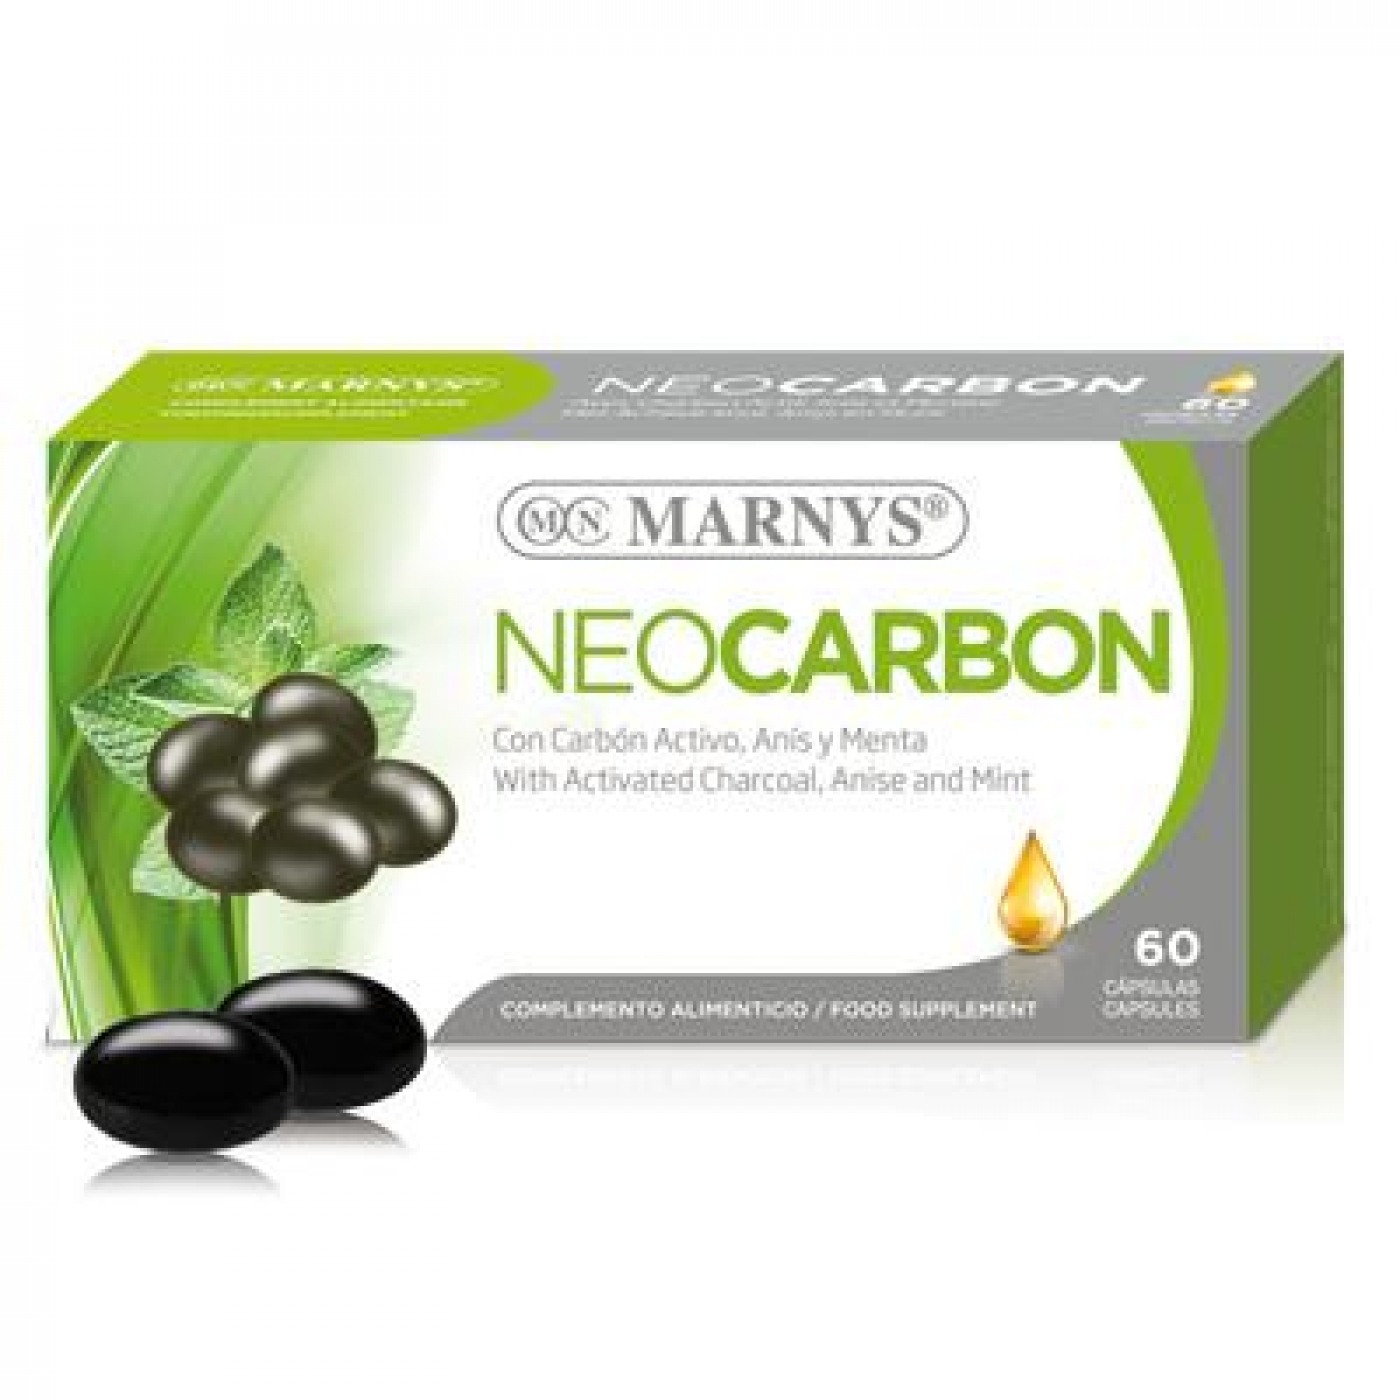 MARNYS
NEOCARBON
60
MN MARNYS®
NEOCARBON
Con Carbón Activo, Anís y Menta
With Activated Charcoal, Anise and Mint
60
CÁPSULAS
CAPSULES
COMPLEMENTO ALIMENTICIO / FOOD SUPPLEMENT